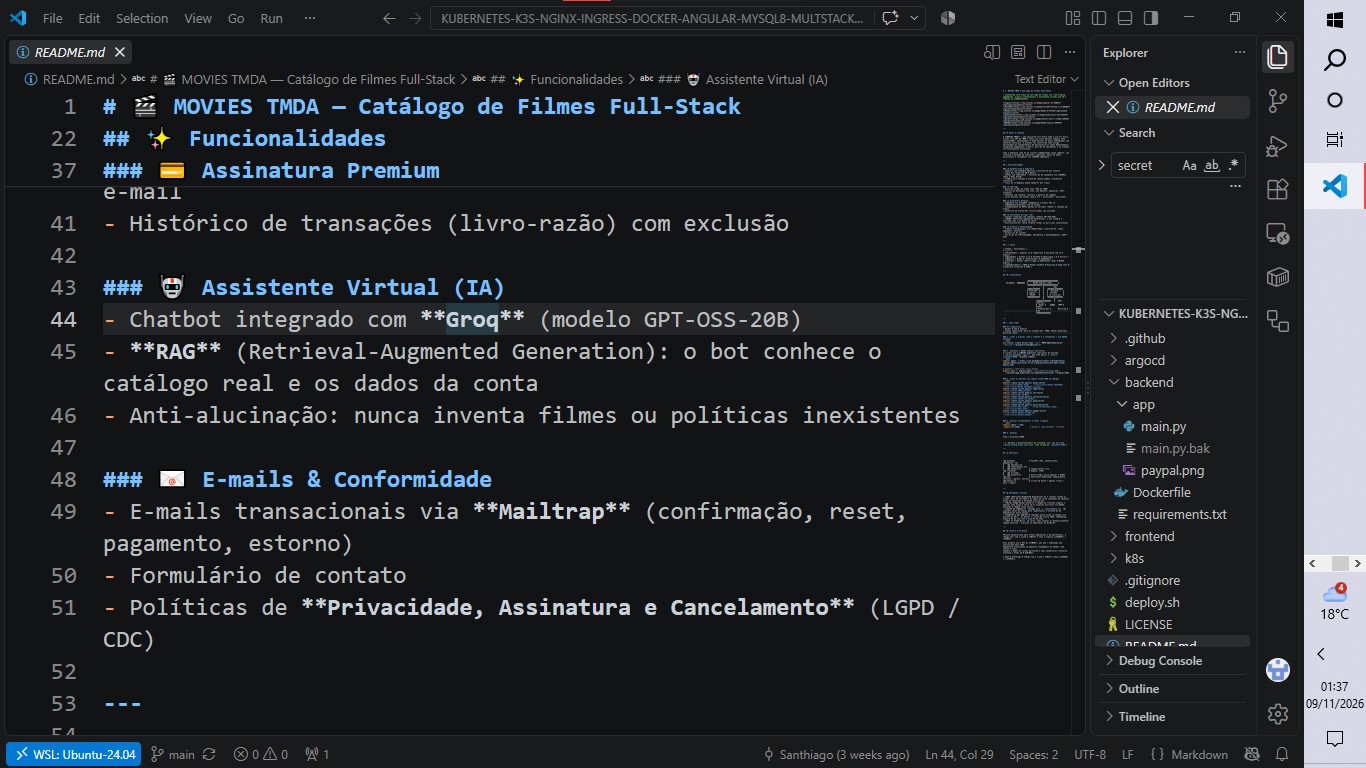 File Edit Selection View Go Run ···
KUBERNETES-K3S-NGINX-INGRESS-DOCKER-ANGULAR-MYSQL8-MULTSTACK...
README.md
README.md > # 🎬 MOVIES TMDA — Catálogo de Filmes Full-Stack > ## ✨ Funcionalidades > ### 🤖 Assistente Virtual (IA)
Text Editor
1 # 🎬 MOVIES TMDA — Catálogo de Filmes Full-Stack
22 ## ✨ Funcionalidades
37 ### 💳 Assinatura Premium
e-mail
41 - Histórico de transações (livro-razão) com exclusão
42
43 ### 🤖 Assistente Virtual (IA)
44 - Chatbot integrado com **Groq** (modelo GPT-OSS-20B)
45 - **RAG** (Retrieval-Augmented Generation): o bot conhece o
catálogo real e os dados da conta
46 - Anti-alucinação: nunca inventa filmes ou políticas inexistentes
47
48 ### 📧 E-mails & Conformidade
49 - E-mails transacionais via **Mailtrap** (confirmação, reset,
pagamento, estorno)
50 - Formulário de contato
51 - Políticas de **Privacidade, Assinatura e Cancelamento** (LGPD /
CDC)
52
53 ---
54
Explorer ···
Open Editors
README.md
Search
secret Aa ab .*
···
KUBERNETES-K3S-NG...
.github
argocd
backend
app
main.py
main.py.bak
paypal.png
Dockerfile
requirements.txt
frontend
k8s
.gitignore
deploy.sh
LICENSE
README.md
Debug Console
Outline
Timeline
WSL: Ubuntu-24.04 main 0 0 1 Santhiago (3 weeks ago) Ln 44, Col 29 Spaces: 2 UTF-8 LF { } Markdown
4
18°C
01:37
09/11/2026